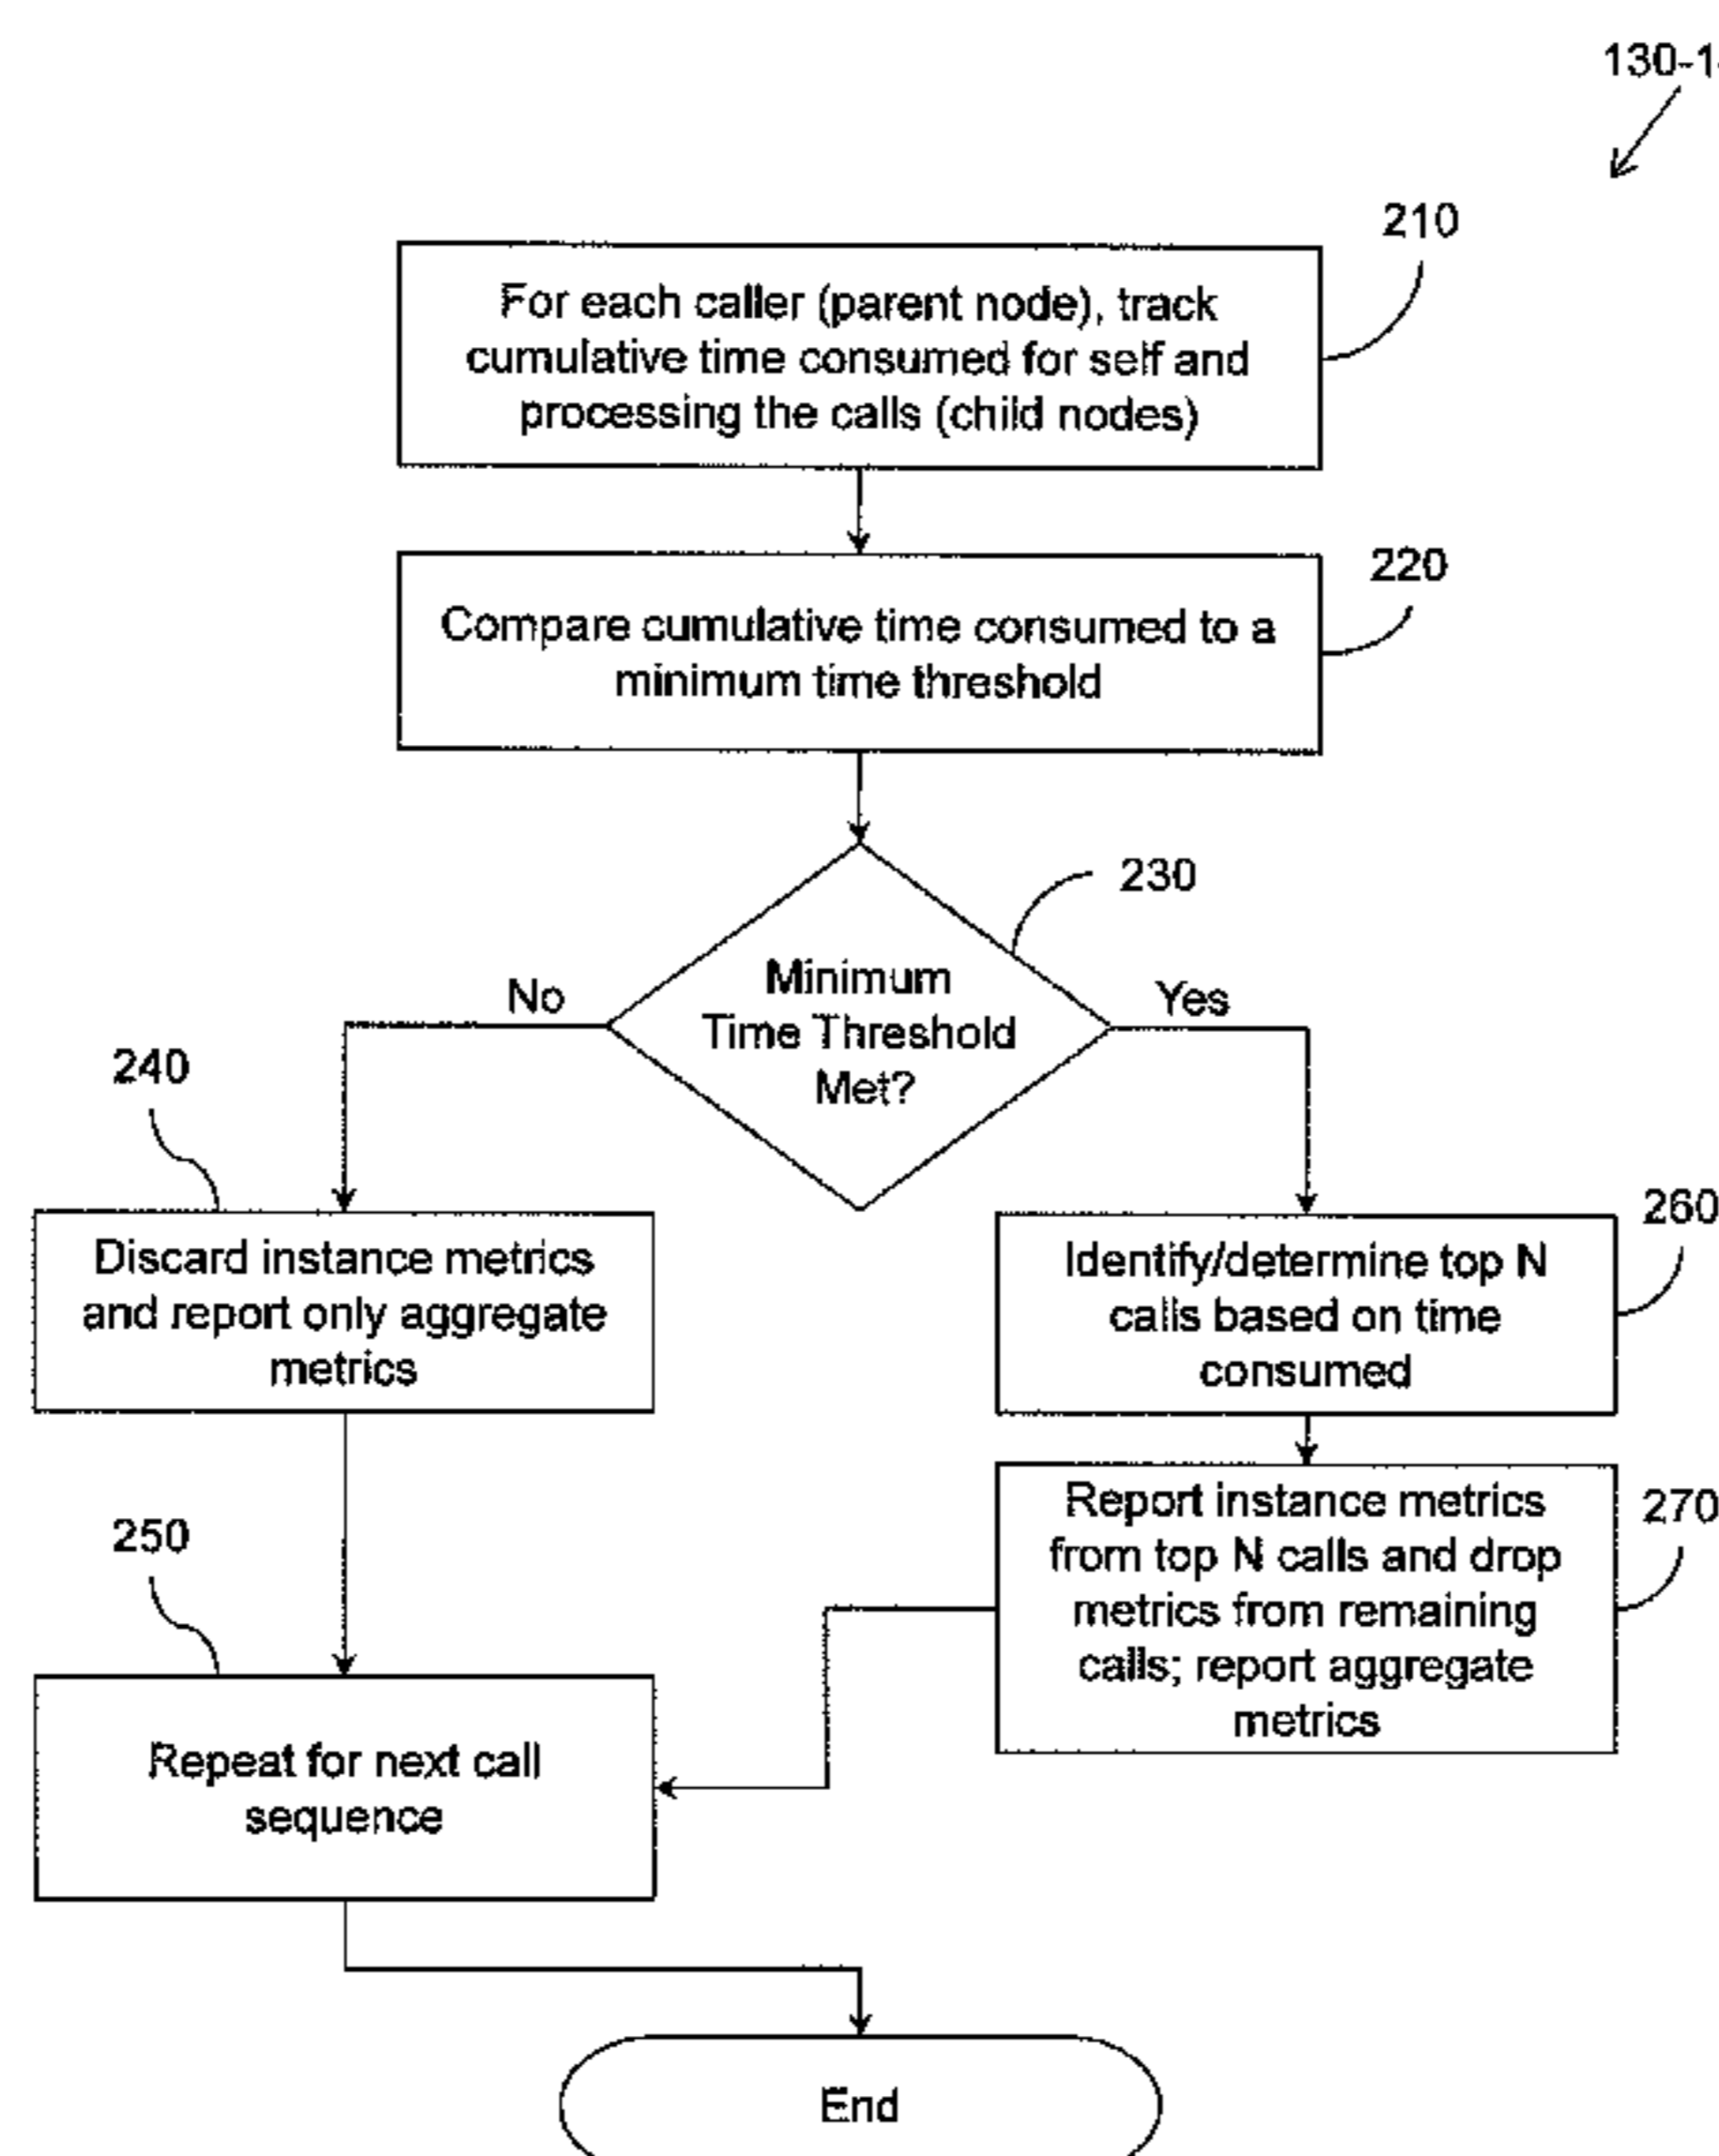 130-1
210
For each caller (parent node), track
cumulative time consumed for self and
processing the calls (child nodes)
220
Compare cumulative time consumed to a
minimum time threshold
230
Minimum
Time Threshold
Met?
No
Yes
240
Discard instance metrics
and report only aggregate
metrics
260
Identify/determine top N
calls based on time
consumed
270
Report instance metrics
from top N calls and drop
metrics from remaining
calls; report aggregate
metrics
250
Repeat for next call
sequence
End